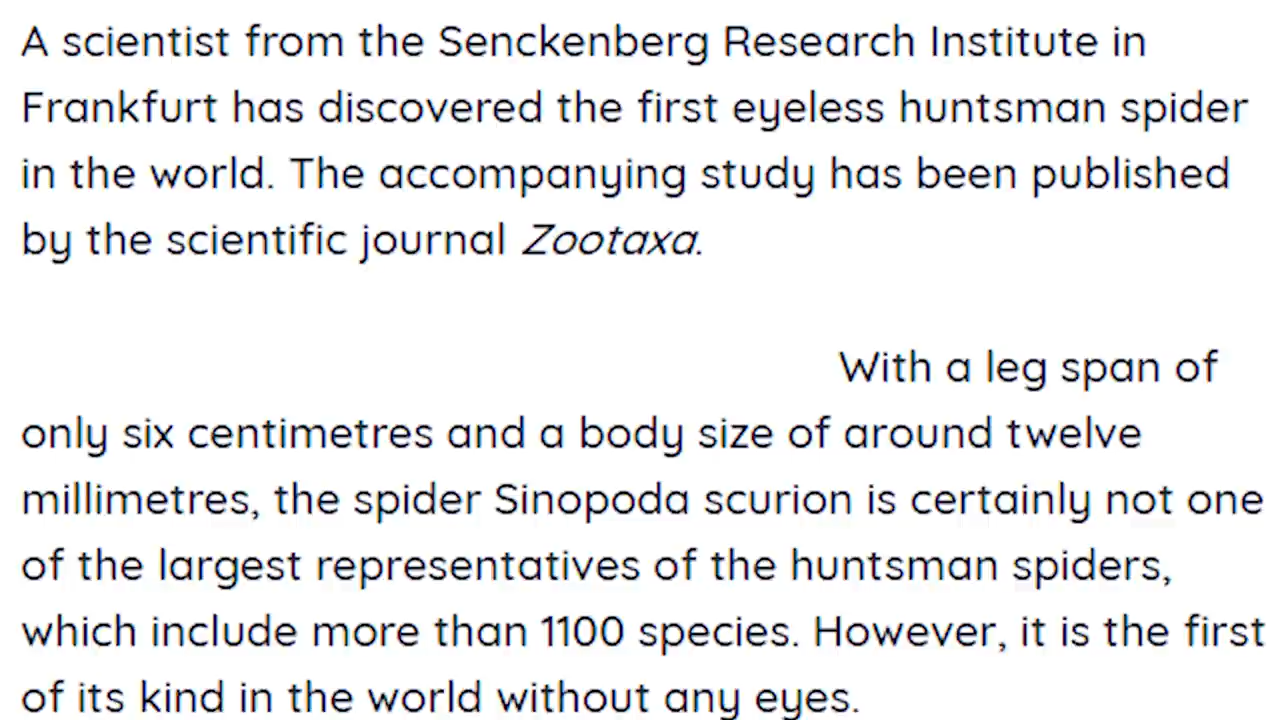 A scientist from the Senckenberg Research Institute in
Frankfurt has discovered the first eyeless huntsman spider
in the world. The accompanying study has been published
by the scientific journal Zootaxa.
With a leg span of
only six centimetres and a body size of around twelve
millimetres, the spider Sinopoda scurion is certainly not one
of the largest representatives of the huntsman spiders,
which include more than 1100 species. However, it is the first
of its kind in the world without any eyes.